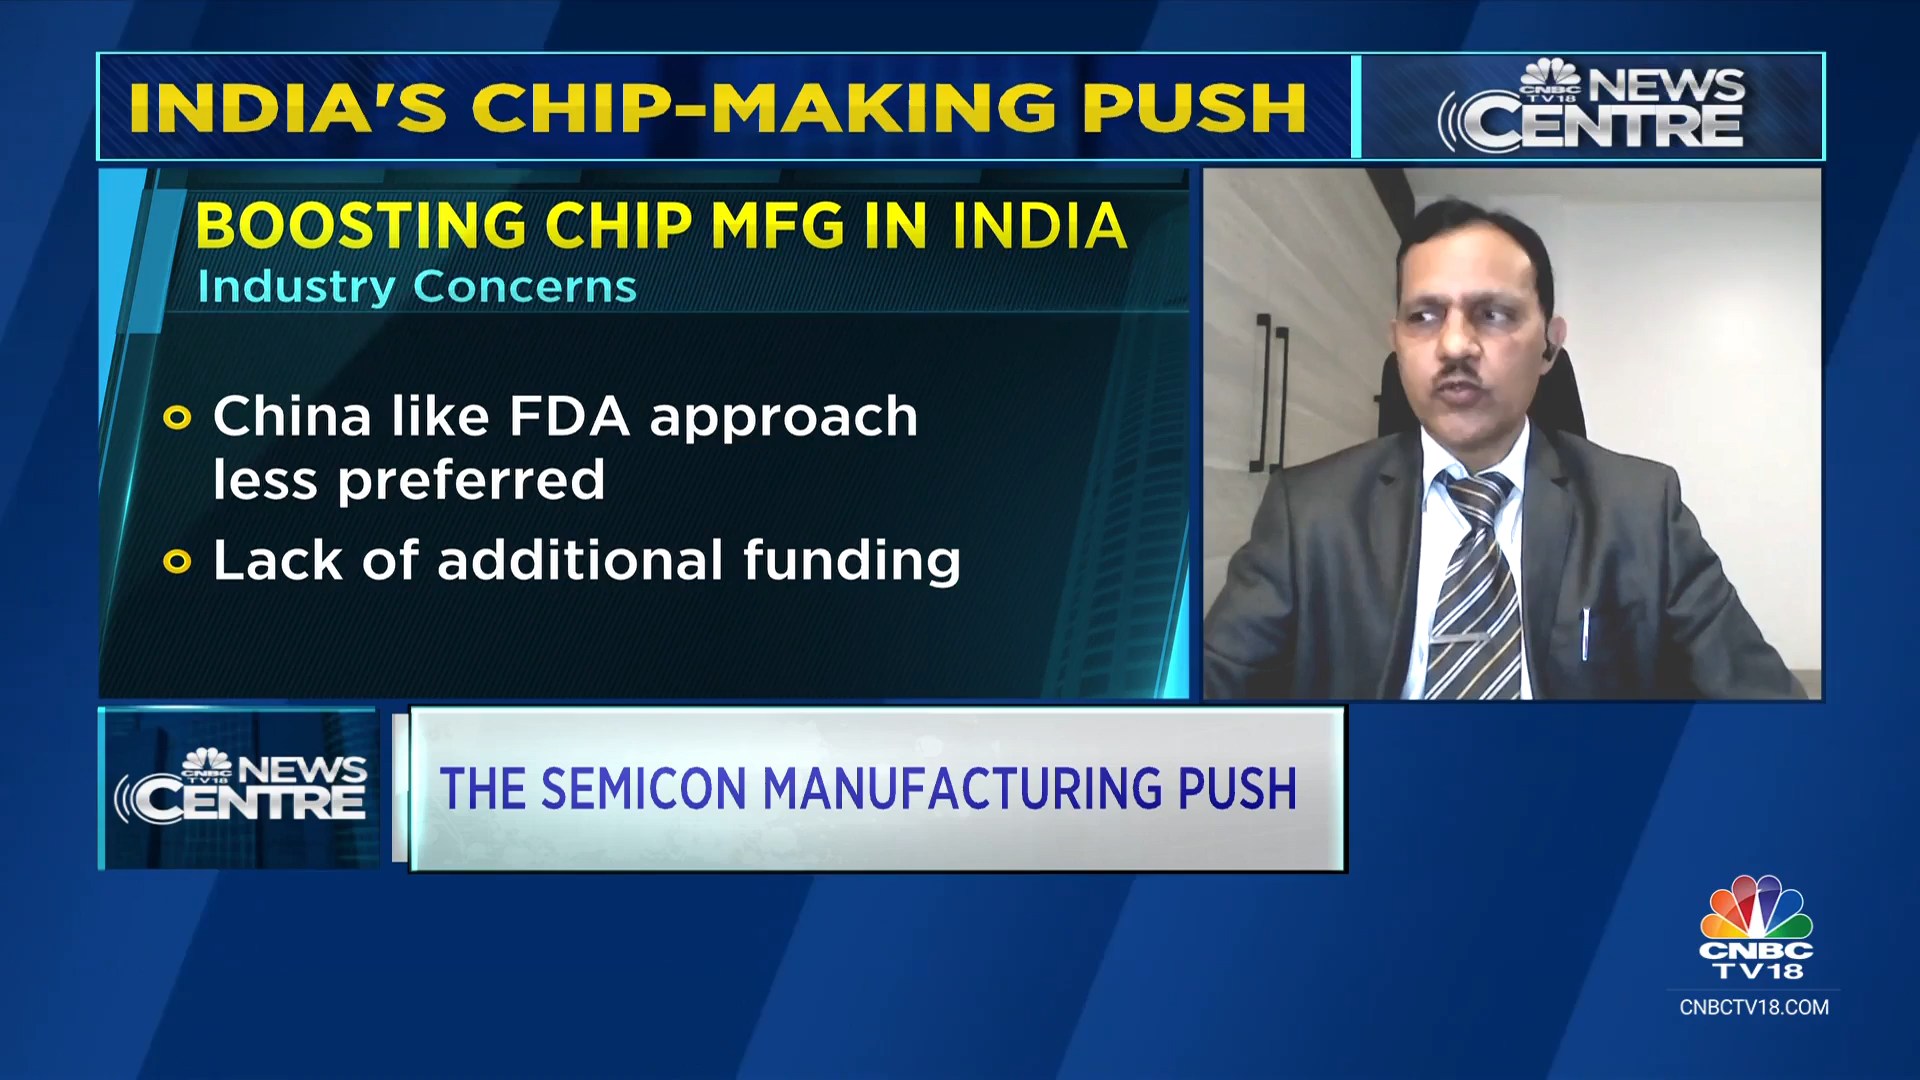 INDIA'S CHIP-MAKING PUSH
CNBC
TV18
NEWS
CENTRE
BOOSTING CHIP MFG IN INDIA
Industry Concerns
China like FDA approach
less preferred
Lack of additional funding
CNBC
TV18
NEWS
CENTRE
THE SEMICON MANUFACTURING PUSH
CNBC
TV18
CNBCTV18.COM